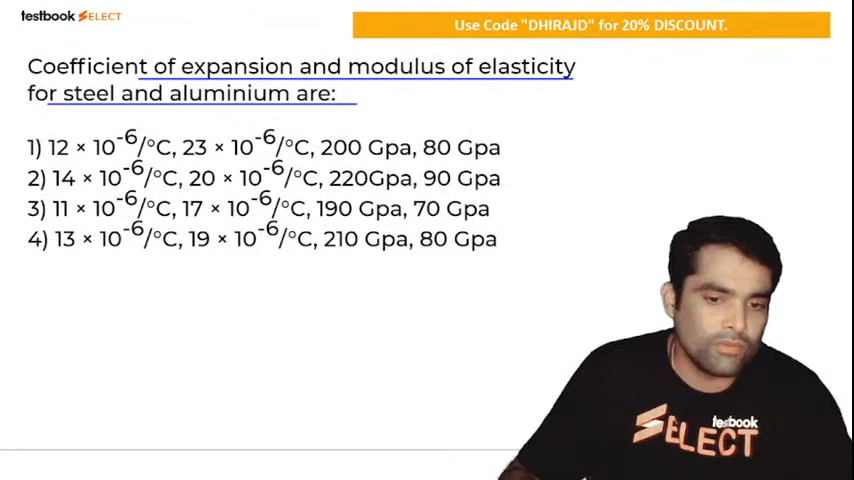 testbook SELECT
Use Code "DHIRAJD" for 20% DISCOUNT.
Coefficient of expansion and modulus of elasticity
for steel and aluminium are:
1) 12 × 10⁻⁶/°C, 23 × 10⁻⁶/°C, 200 Gpa, 80 Gpa
2) 14 × 10⁻⁶/°C, 20 × 10⁻⁶/°C, 220Gpa, 90 Gpa
3) 11 × 10⁻⁶/°C, 17 × 10⁻⁶/°C, 190 Gpa, 70 Gpa
4) 13 × 10⁻⁶/°C, 19 × 10⁻⁶/°C, 210 Gpa, 80 Gpa
testbook
SELECT